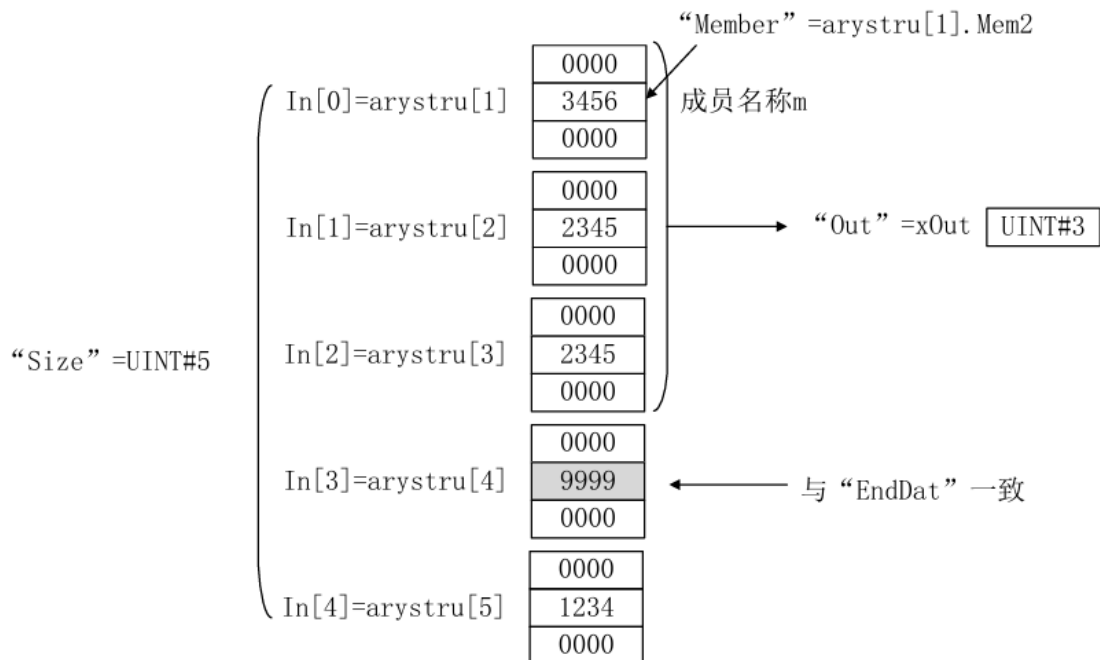 “Member”=arystru[1].Mem2
0000
In[0]=arystru[1] 3456 成员名称m
0000
0000
In[1]=arystru[2] 2345 “Out”=xOut UINT#3
0000
0000
“Size”=UINT#5 In[2]=arystru[3] 2345
0000
0000
In[3]=arystru[4] 9999 与“EndDat”一致
0000
0000
In[4]=arystru[5] 1234
0000